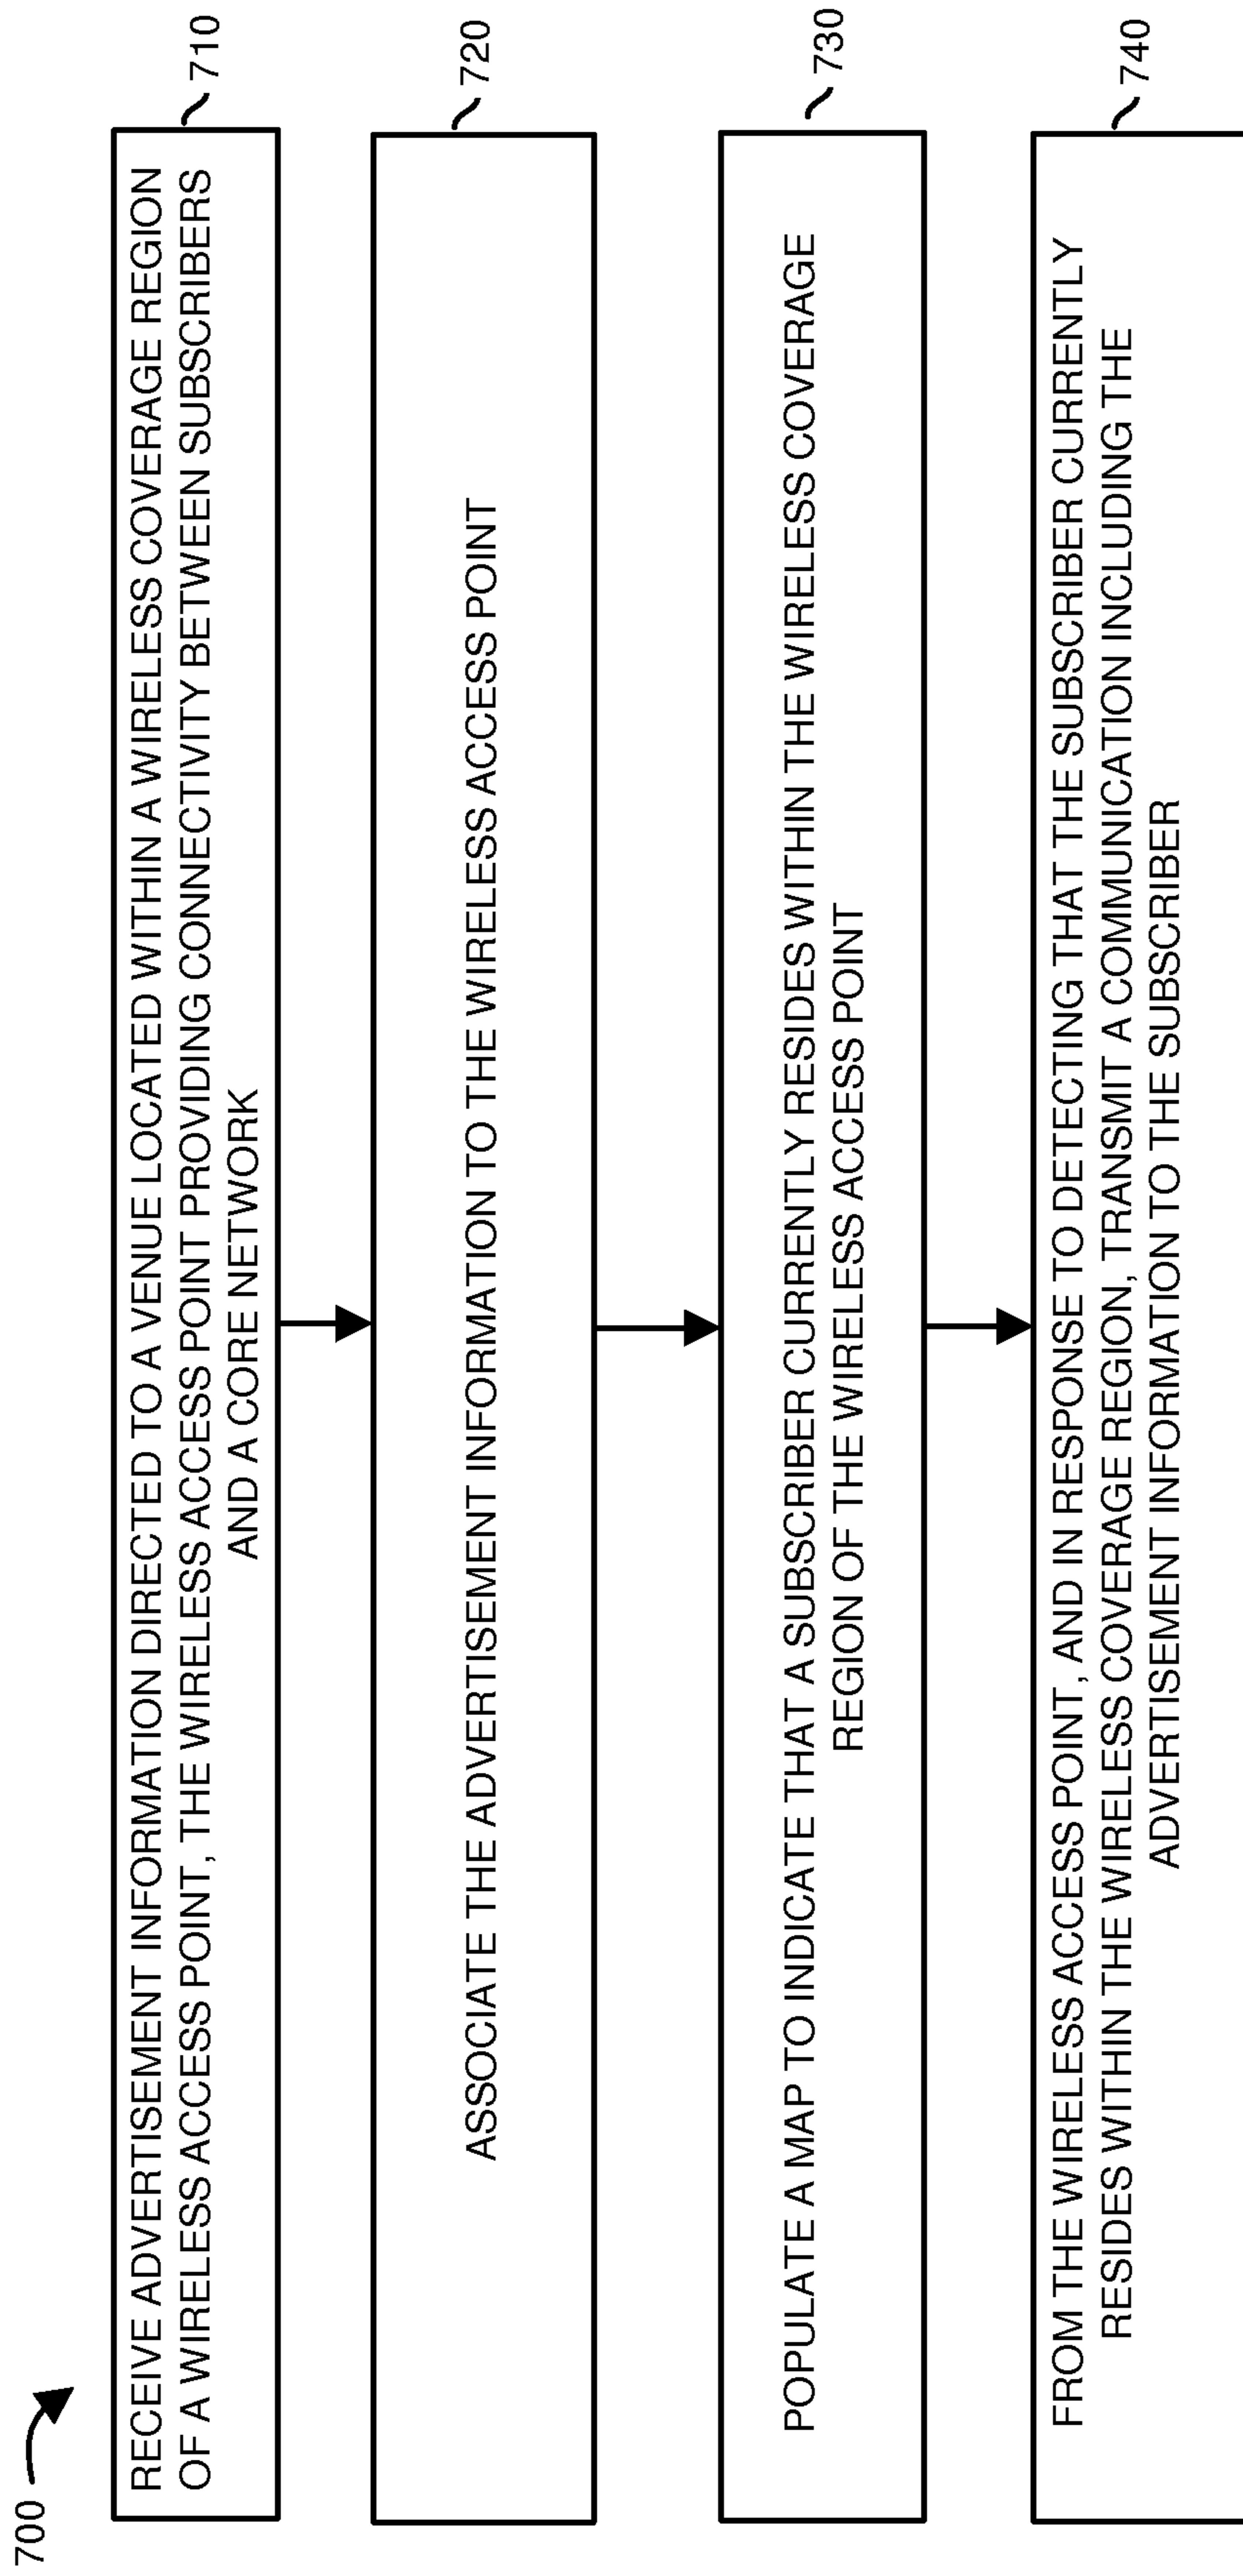 700
RECEIVE ADVERTISEMENT INFORMATION DIRECTED TO A VENUE LOCATED WITHIN A WIRELESS COVERAGE REGION
OF A WIRELESS ACCESS POINT, THE WIRELESS ACCESS POINT PROVIDING CONNECTIVITY BETWEEN SUBSCRIBERS
AND A CORE NETWORK
710
ASSOCIATE THE ADVERTISEMENT INFORMATION TO THE WIRELESS ACCESS POINT
720
POPULATE A MAP TO INDICATE THAT A SUBSCRIBER CURRENTLY RESIDES WITHIN THE WIRELESS COVERAGE
REGION OF THE WIRELESS ACCESS POINT
730
FROM THE WIRELESS ACCESS POINT, AND IN RESPONSE TO DETECTING THAT THE SUBSCRIBER CURRENTLY
RESIDES WITHIN THE WIRELESS COVERAGE REGION, TRANSMIT A COMMUNICATION INCLUDING THE
ADVERTISEMENT INFORMATION TO THE SUBSCRIBER
740